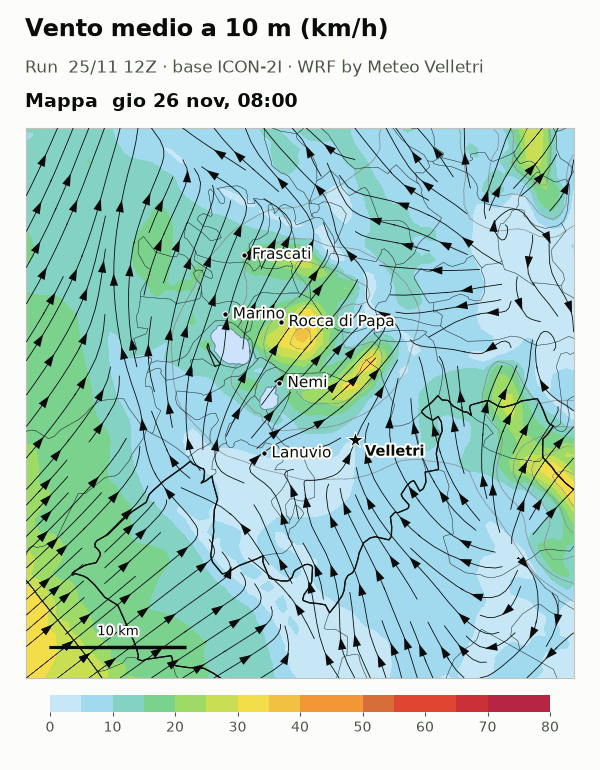 Vento medio a 10 m (km/h)
Run  25/11 12Z · base ICON-2I · WRF by Meteo Velletri
Mappa  gio 26 nov, 08:00
Frascati
Marino
Rocca di Papa
Nemi
Velletri
Lanuvio
10 km
0 10 20 30 40 50 60 70 80